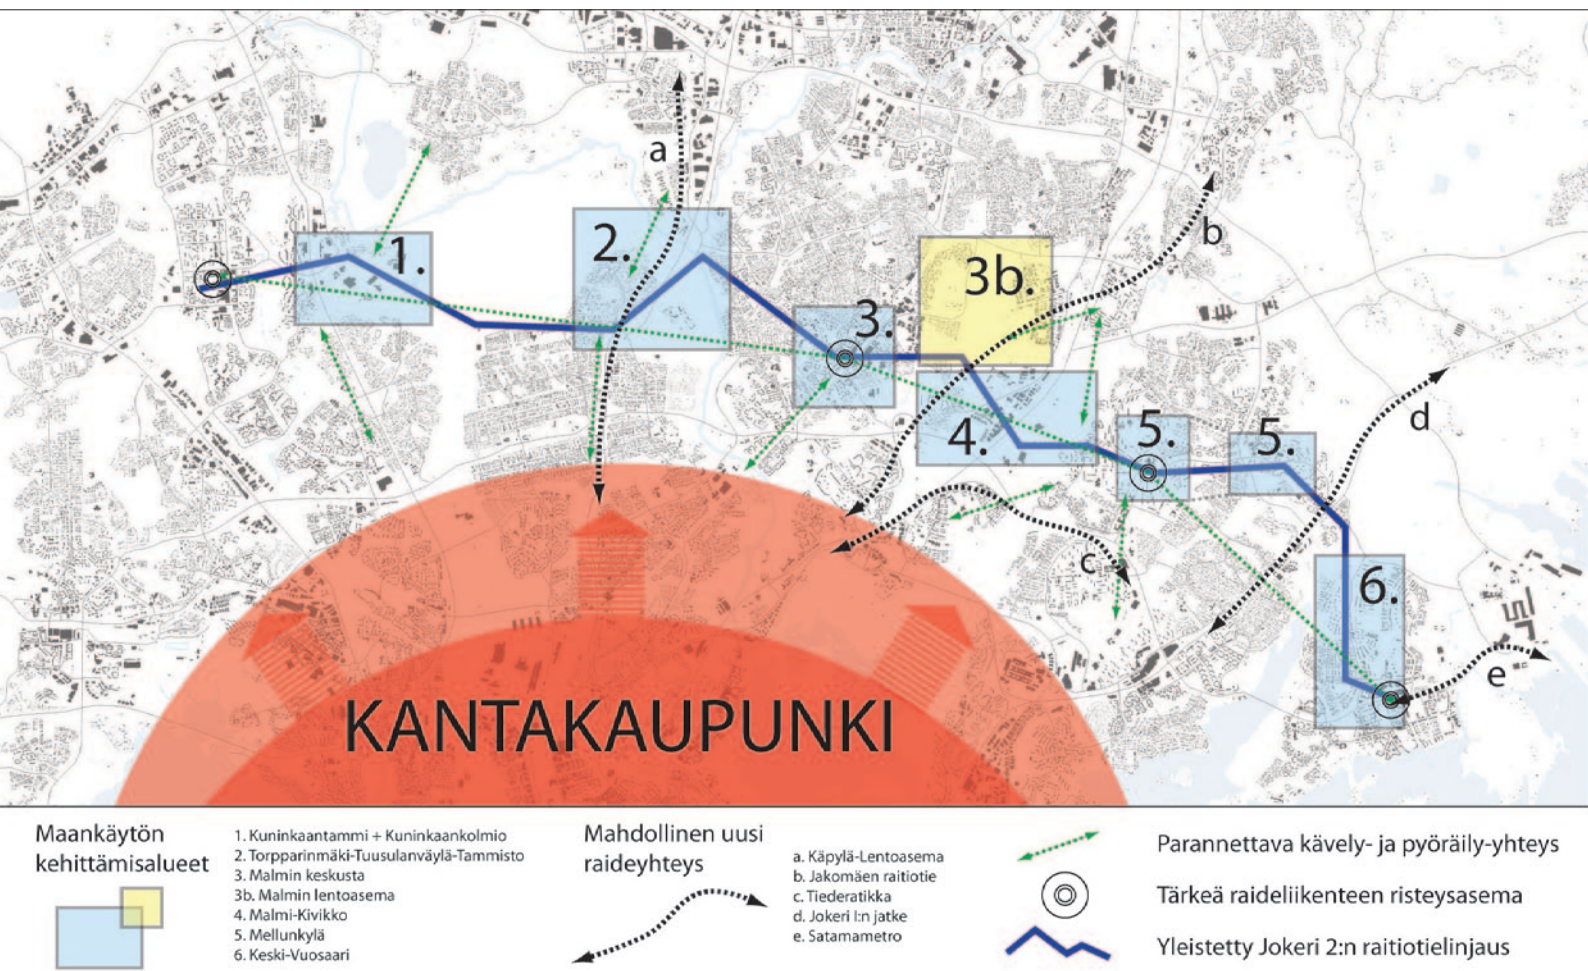 a
b
1.
2.
3b.
3.
d
4.
5.
5.
c
6.
e
KANTAKAUPUNKI
Maankäytön
kehittämisalueet
1. Kuninkaantammi + Kuninkaankolmio
2. Torpparinmäki-Tuusulanväylä-Tammisto
3. Malmin keskusta
3b. Malmin lentoasema
4. Malmi-Kivikko
5. Mellunkylä
6. Keski-Vuosaari
Mahdollinen uusi
raideyhteys
a. Käpylä-Lentoasema
b. Jakomäen raitiotie
c. Tiederatikka
d. Jokeri I:n jatke
e. Satamametro
Parannettava kävely- ja pyöräily-yhteys
Tärkeä raideliikenteen risteysasema
Yleistetty Jokeri 2:n raitiotielinjaus